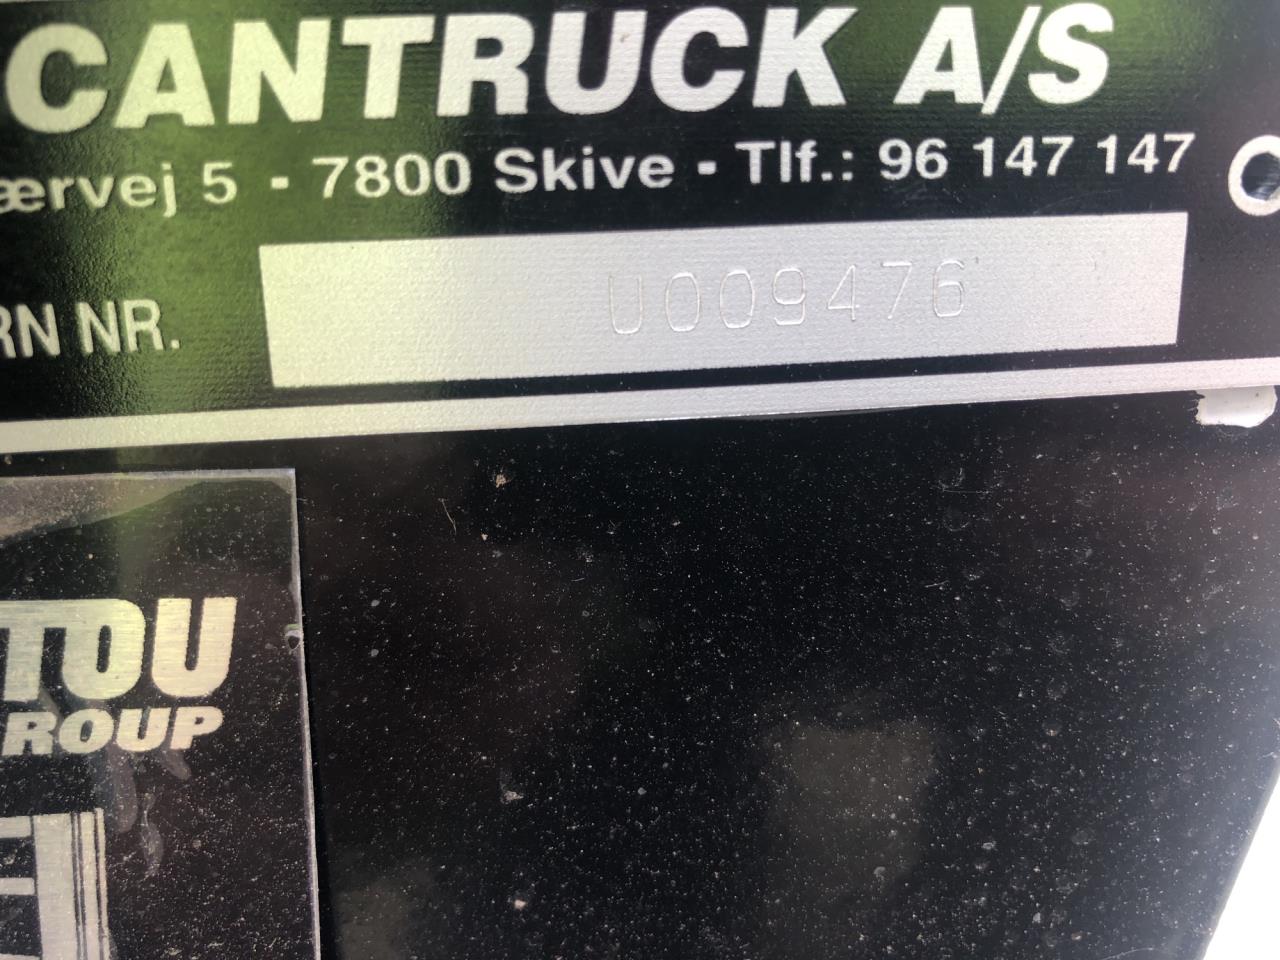 CANTRUCK A/S
ærvej 5 - 7800 Skive - Tlf.: 96 147 147
RN NR. U009476
TOU
ROUP